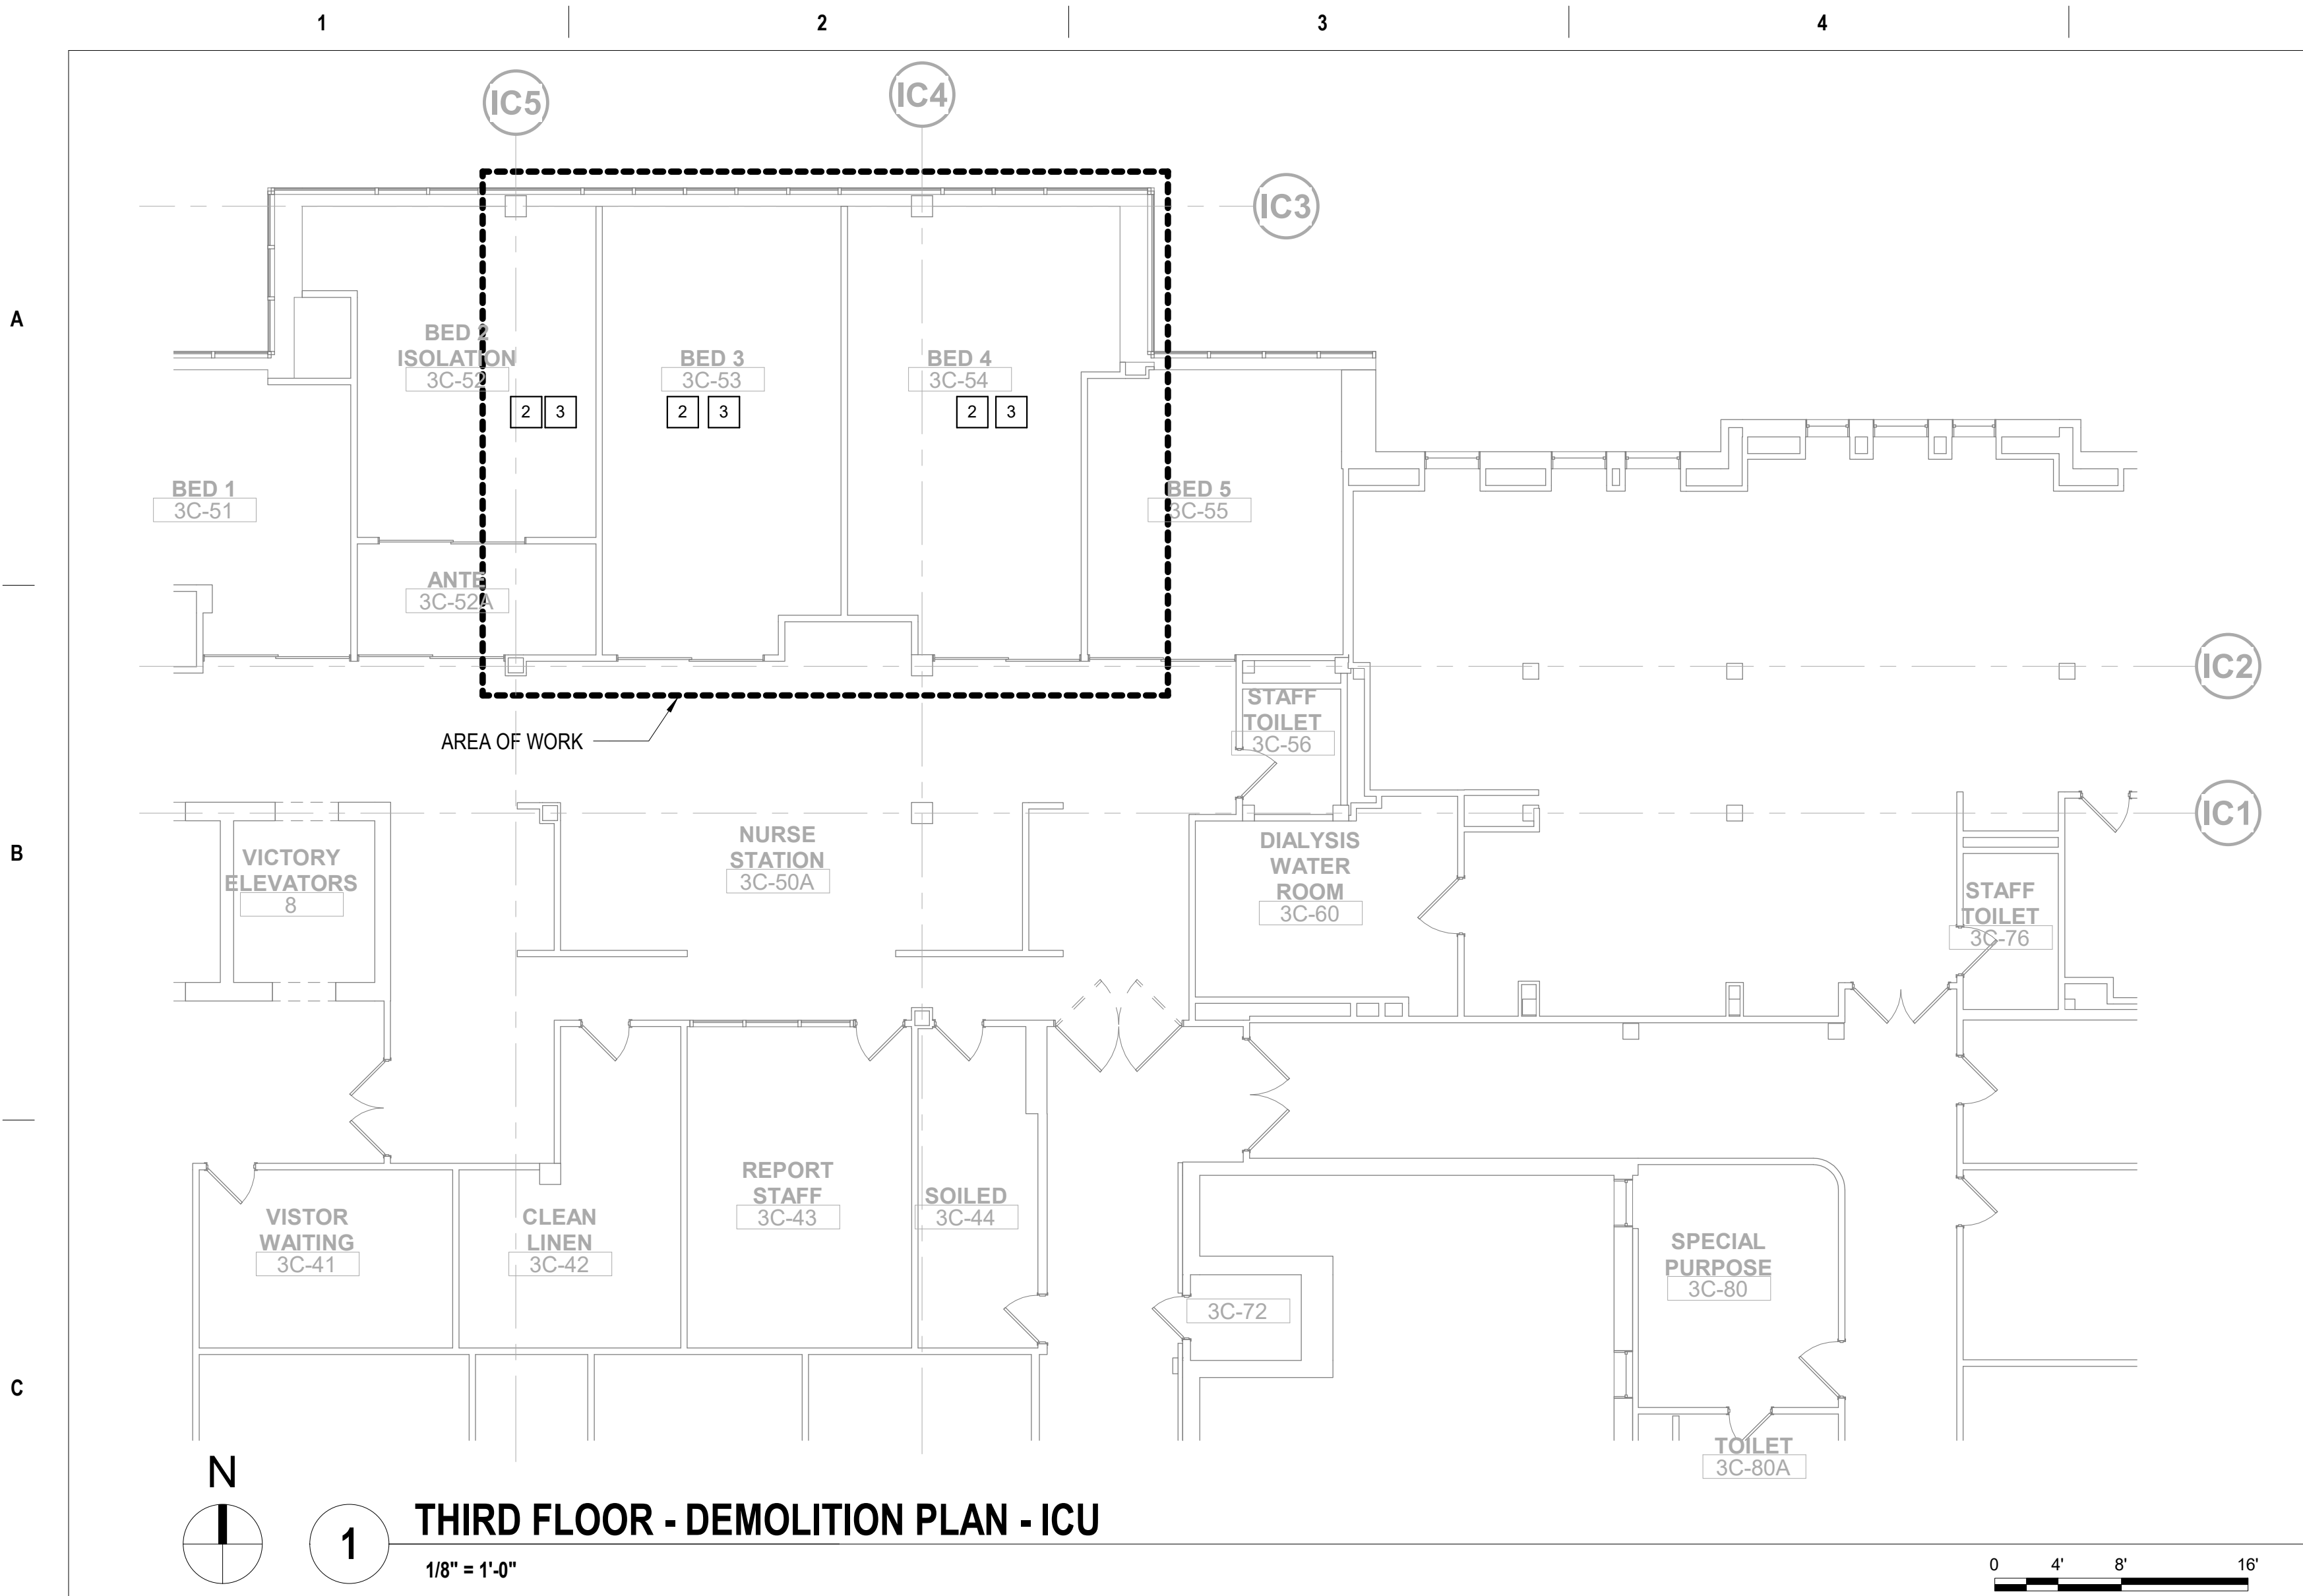 1
2
3
4
IC5
IC4
IC3
A
BED 2
ISOLATION
3C-52
BED 3
3C-53
BED 4
3C-54
2 3
2 3
2 3
BED 1
3C-51
BED 5
3C-55
ANTE
3C-52A
IC2
STAFF
TOILET
3C-56
AREA OF WORK
IC1
B
VICTORY
ELEVATORS
8
NURSE
STATION
3C-50A
DIALYSIS
WATER
ROOM
3C-60
STAFF
TOILET
3C-76
VISTOR
WAITING
3C-41
CLEAN
LINEN
3C-42
REPORT
STAFF
3C-43
SOILED
3C-44
3C-72
SPECIAL
PURPOSE
3C-80
C
TOILET
3C-80A
N
1
THIRD FLOOR - DEMOLITION PLAN - ICU
1/8" = 1'-0"
0 4' 8' 16'